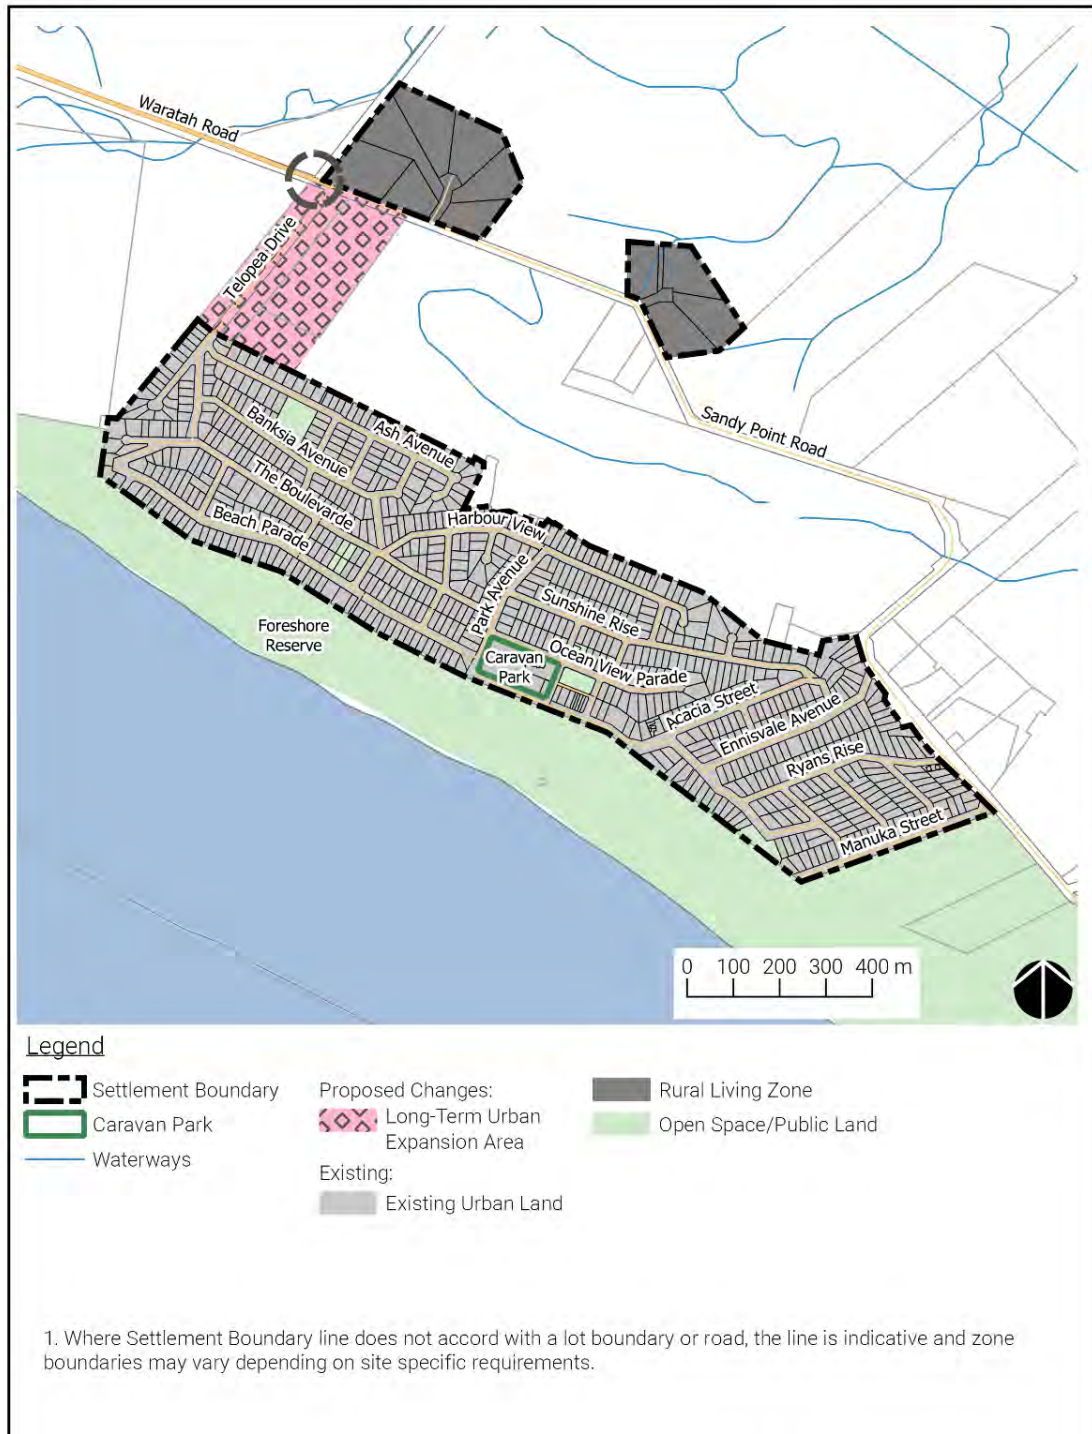 Waratah Road
Telopea Drive
Sandy Point Road
Ash Avenue
Banksia Avenue
The Boulevarde
Beach Parade
Harbour View
Park Avenue
Sunshine Rise
Foreshore
Reserve
Caravan
Park
Ocean View Parade
Acacia Street
Ennisvale Avenue
Ryans Rise
Manuka Street
0 100 200 300 400 m
Legend
Settlement Boundary
Caravan Park
Waterways
Proposed Changes:
Long-Term Urban
Expansion Area
Existing:
Existing Urban Land
Rural Living Zone
Open Space/Public Land
1. Where Settlement Boundary line does not accord with a lot boundary or road, the line is indicative and zone
boundaries may vary depending on site specific requirements.